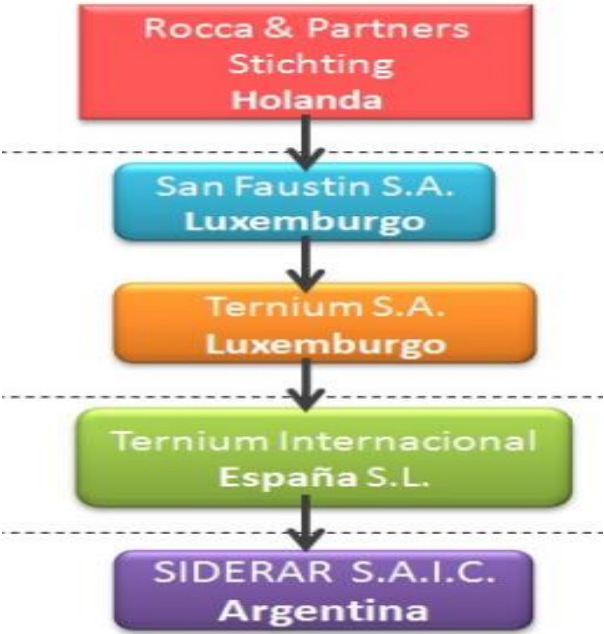 Rocca & Partners
Stichting
Holanda
San Faustin S.A.
Luxemburgo
Ternium S.A.
Luxemburgo
Ternium Internacional
España S.L.
SIDERAR S.A.I.C.
Argentina